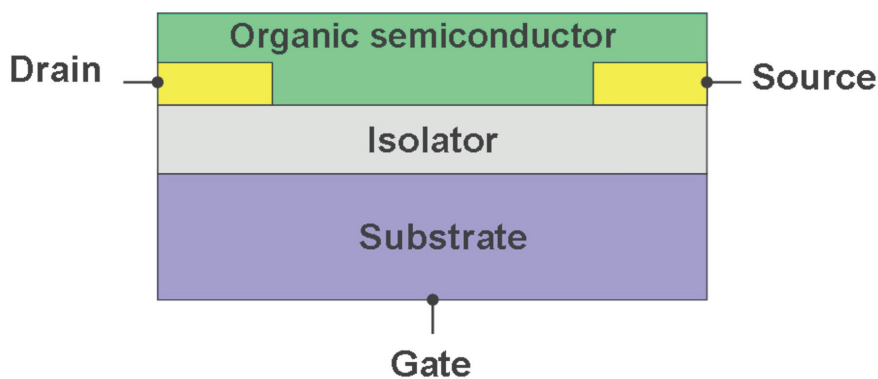 Organic semiconductor
Drain
Source
Isolator
Substrate
Gate